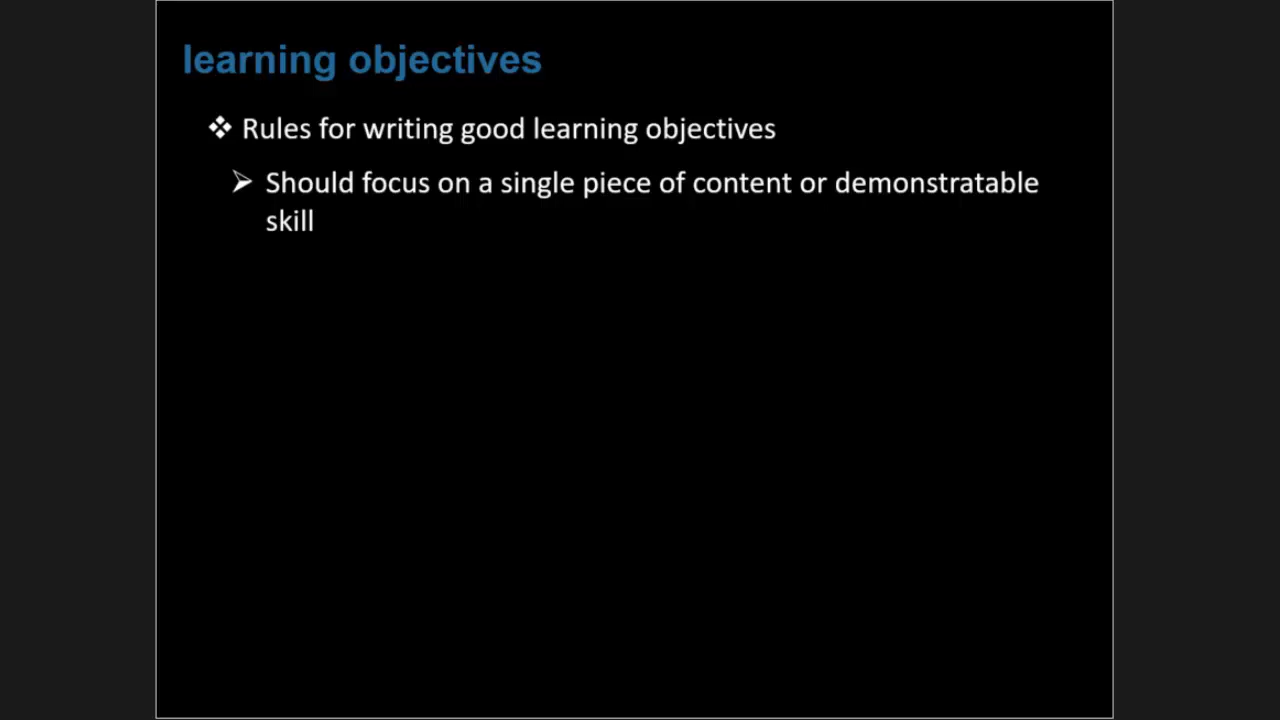 learning objectives
❖ Rules for writing good learning objectives
➢ Should focus on a single piece of content or demonstratable
skill